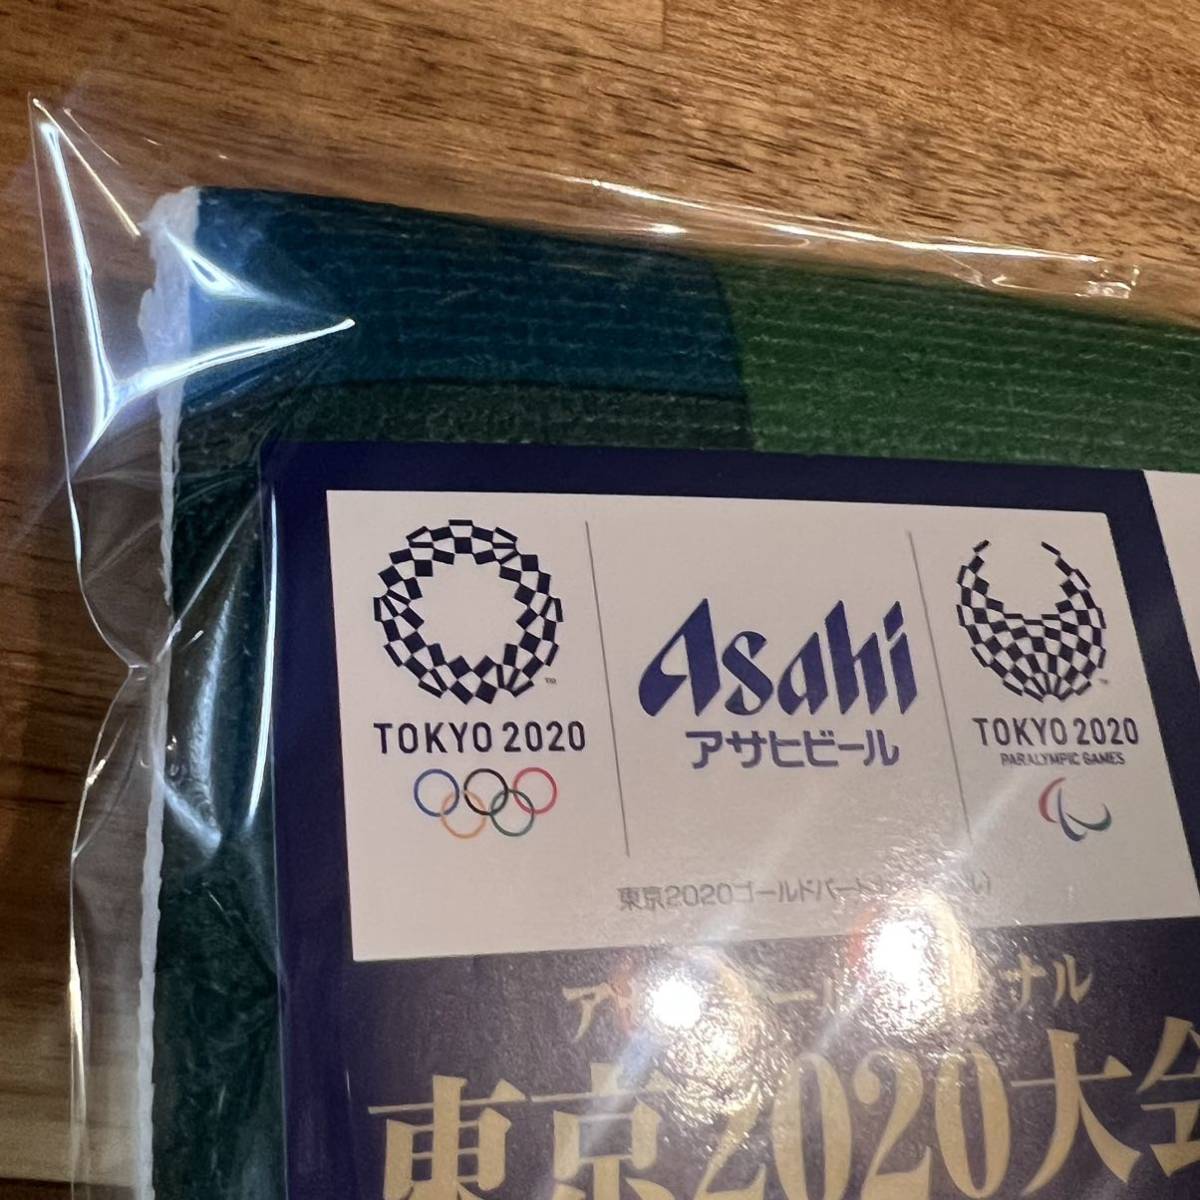 TOKYO 2020
Asahi
アサヒビール
TOKYO 2020
PARALYMPIC GAMES
東京2020ゴールドパートナー
東京2020大会